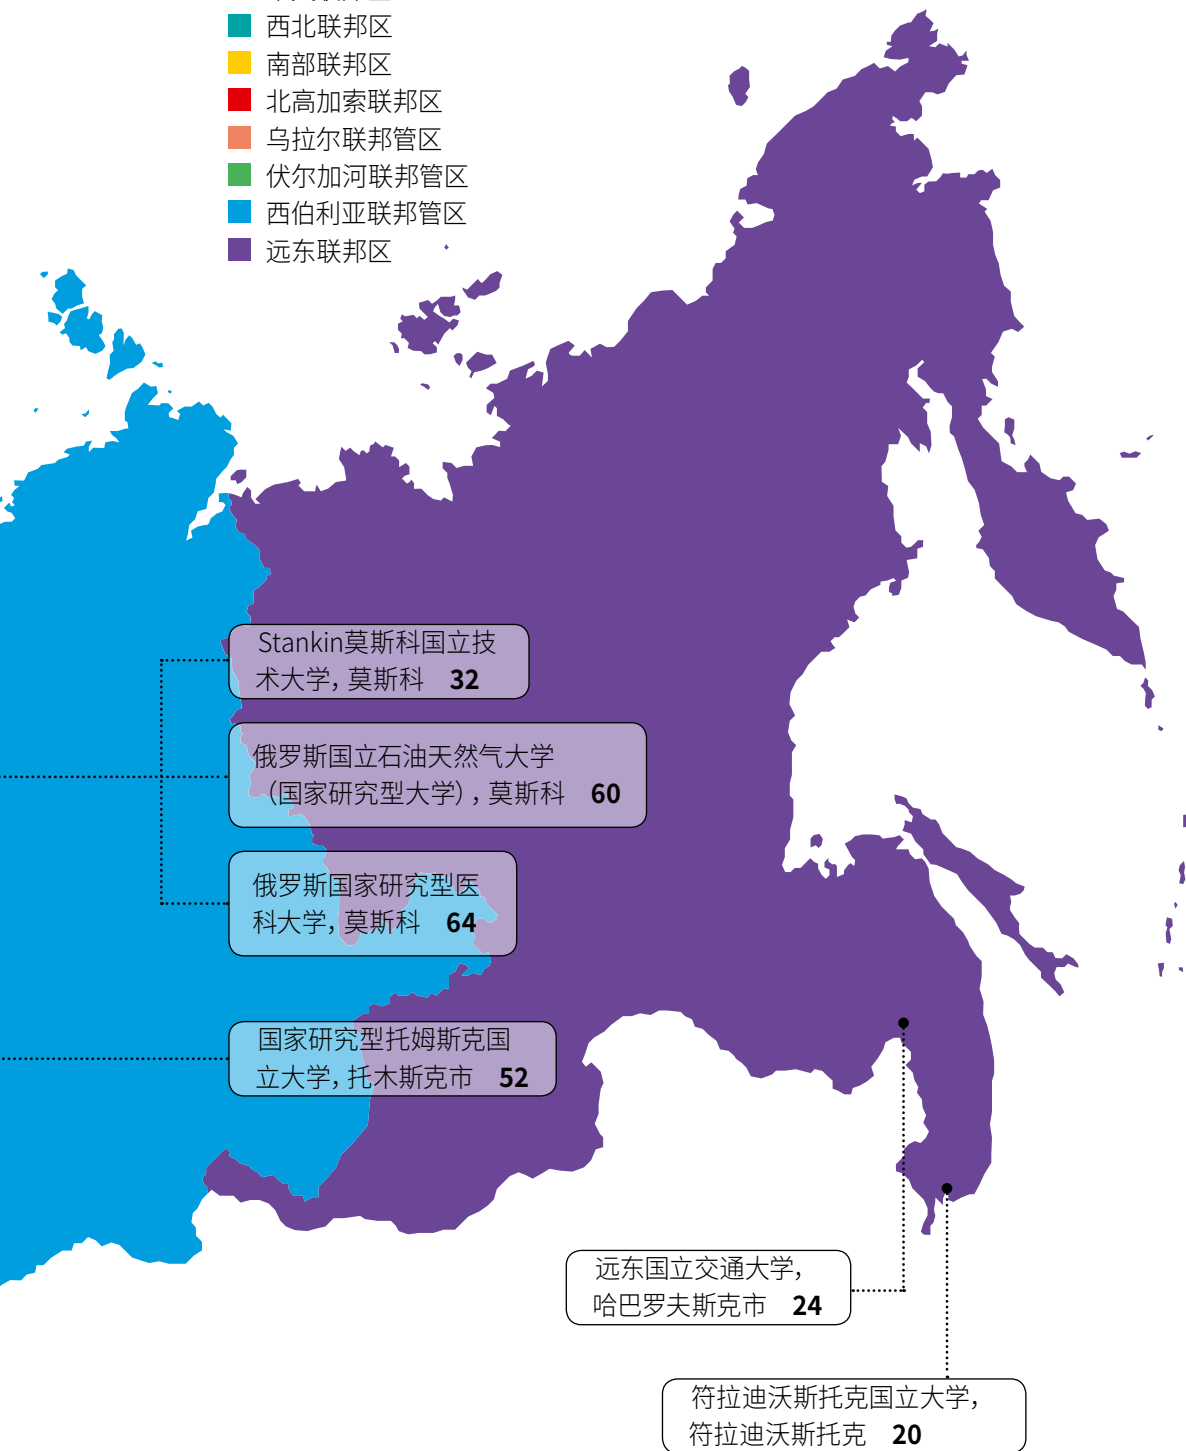 西北联邦区
南部联邦区
北高加索联邦区
乌拉尔联邦管区
伏尔加河联邦管区
西伯利亚联邦管区
远东联邦区
Stankin莫斯科国立技
术大学，莫斯科 32
俄罗斯国立石油天然气大学
（国家研究型大学），莫斯科 60
俄罗斯国家研究型医
科大学，莫斯科 64
国家研究型托姆斯克国
立大学，托木斯克市 52
远东国立交通大学，
哈巴罗夫斯克市 24
符拉迪沃斯托克国立大学，
符拉迪沃斯托克 20